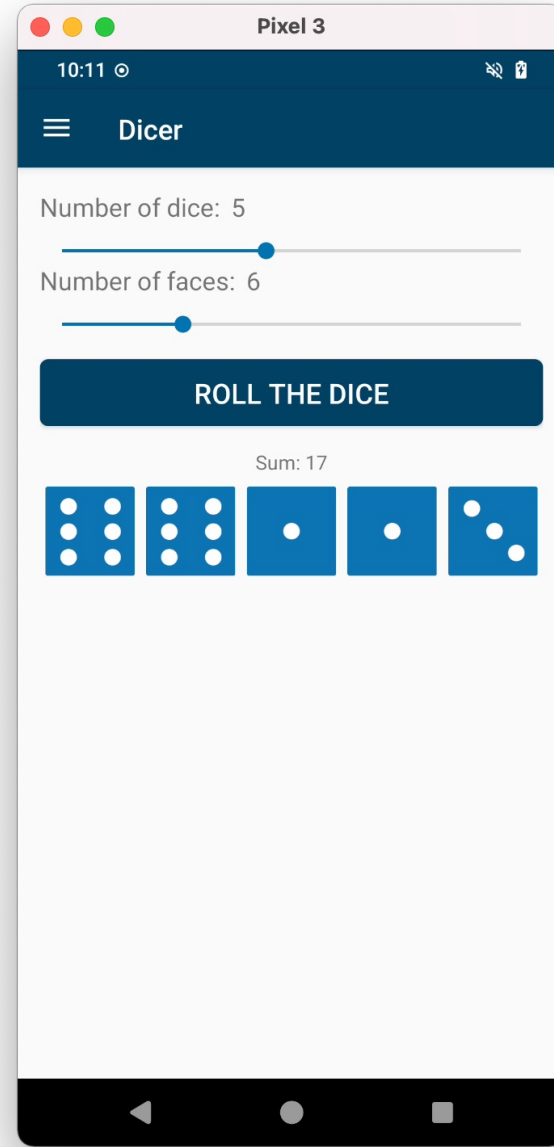 Pixel 3
10:11
Dicer
Number of dice: 5
Number of faces: 6
ROLL THE DICE
Sum: 17